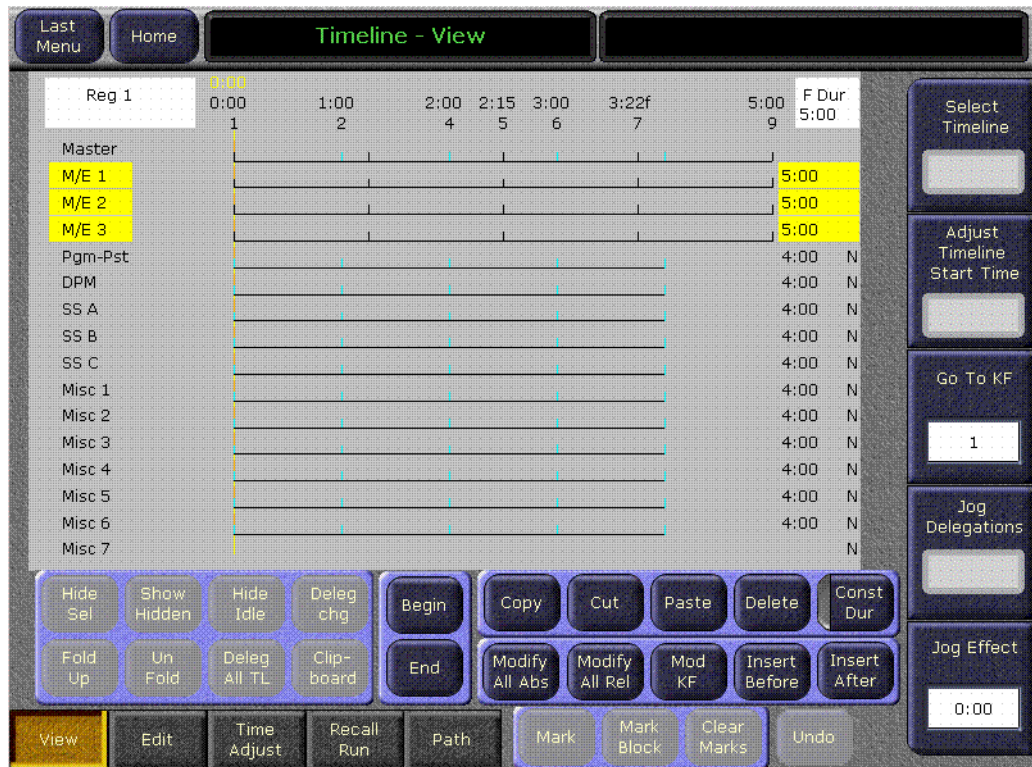 Last Menu
Home
Timeline - View
Reg 1
0:00
0:00 1:00 2:00 2:15 3:00 3:22f 5:00
1 2 4 5 6 7 9
F Dur
5:00
Master
M/E 1 5:00
M/E 2 5:00
M/E 3 5:00
Pgm-Pst 4:00 N
DPM 4:00 N
SS A 4:00 N
SS B 4:00 N
SS C 4:00 N
Misc 1 4:00 N
Misc 2 4:00 N
Misc 3 4:00 N
Misc 4 4:00 N
Misc 5 4:00 N
Misc 6 4:00 N
Misc 7 N
Select
Timeline
Adjust
Timeline
Start Time
Go To KF
1
Jog
Delegations
Jog Effect
0:00
Hide Sel
Show Hidden
Hide Idle
Deleg chg
Begin
Copy
Cut
Paste
Delete
Const Dur
Fold Up
Un Fold
Deleg All TL
Clip-board
End
Modify All Abs
Modify All Rel
Mod KF
Insert Before
Insert After
View
Edit
Time Adjust
Recall Run
Path
Mark
Mark Block
Clear Marks
Undo